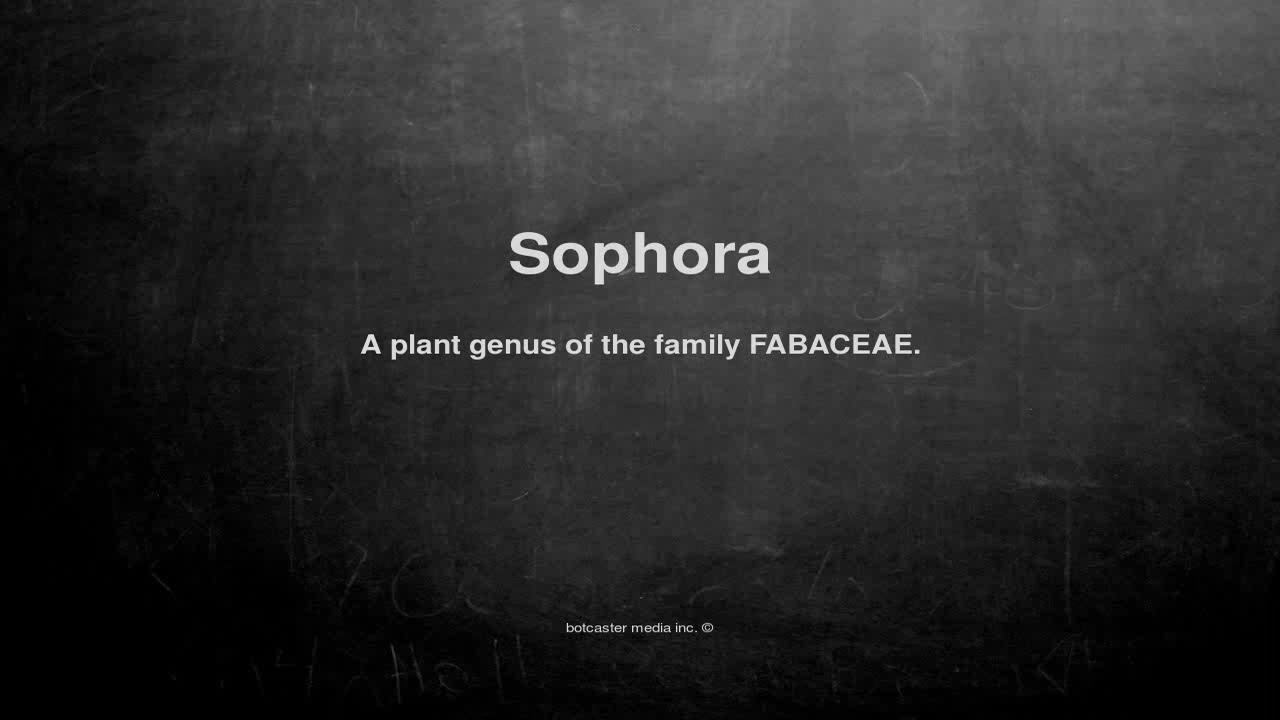 Sophora
A plant genus of the family FABACEAE.
botcaster media inc. ©